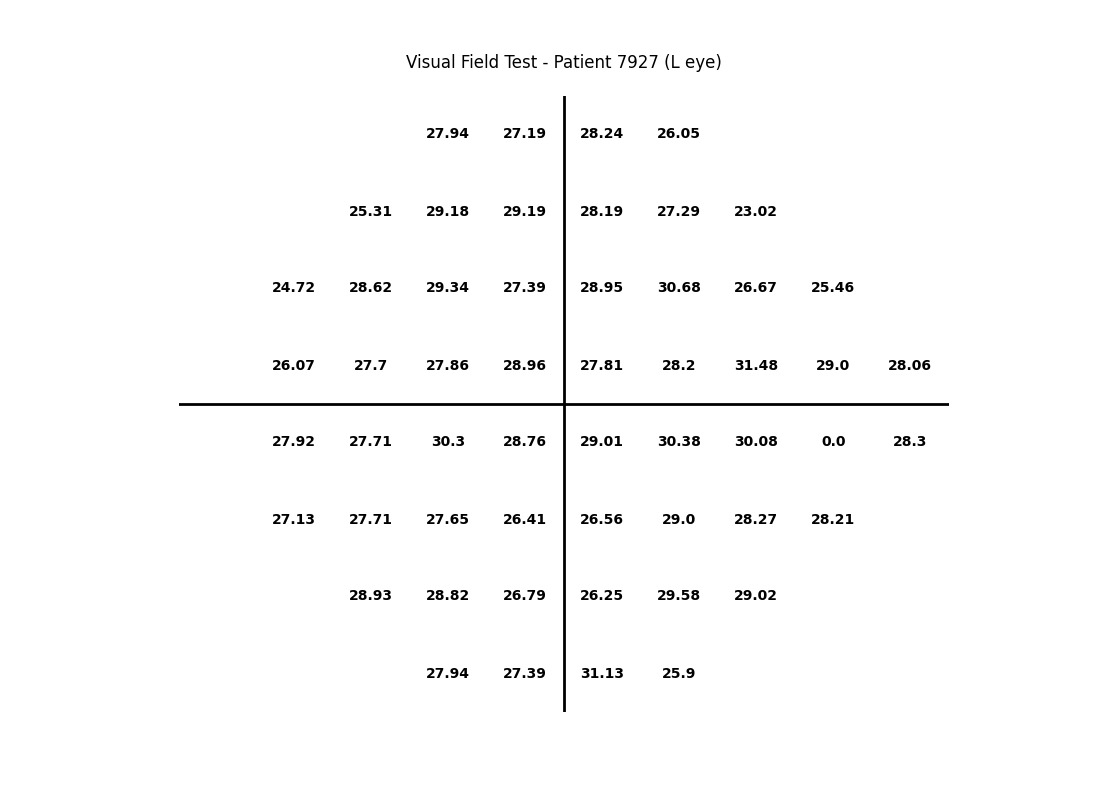 Visual Field Test - Patient 7927 (L eye)
27.94 27.19 28.24 26.05
25.31 29.18 29.19 28.19 27.29 23.02
24.72 28.62 29.34 27.39 28.95 30.68 26.67 25.46
26.07 27.7 27.86 28.96 27.81 28.2 31.48 29.0 28.06
27.92 27.71 30.3 28.76 29.01 30.38 30.08 0.0 28.3
27.13 27.71 27.65 26.41 26.56 29.0 28.27 28.21
28.93 28.82 26.79 26.25 29.58 29.02
27.94 27.39 31.13 25.9